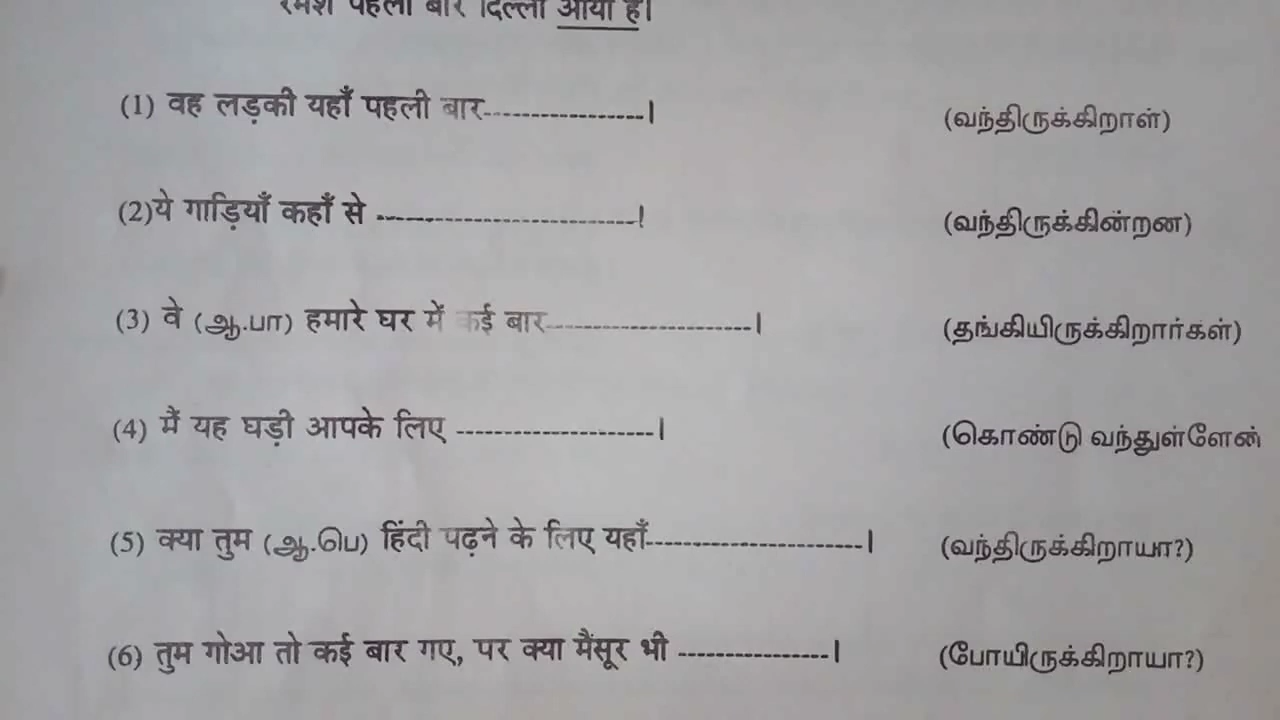 रमेश पहली बार दिल्ली आया है।
(1) वह लड़की यहाँ पहली बार------------------। (வந்திருக்கிறாள்)
(2)ये गाड़ियाँ कहाँ से -----------------------------! (வந்திருக்கின்றன)
(3) वे (ஆ.பா) हमारे घर में कई बार------------------------। (தங்கியிருக்கிறார்கள்)
(4) मैं यह घड़ी आपके लिए ----------------------। (கொண்டு வந்துள்ளேன்
(5) क्या तुम (ஆ.பெ) हिंदी पढ़ने के लिए यहाँ------------------------। (வந்திருக்கிறாயா?)
(6) तुम गोआ तो कई बार गए, पर क्या मैंसूर भी -----------------। (போயிருக்கிறாயா?)